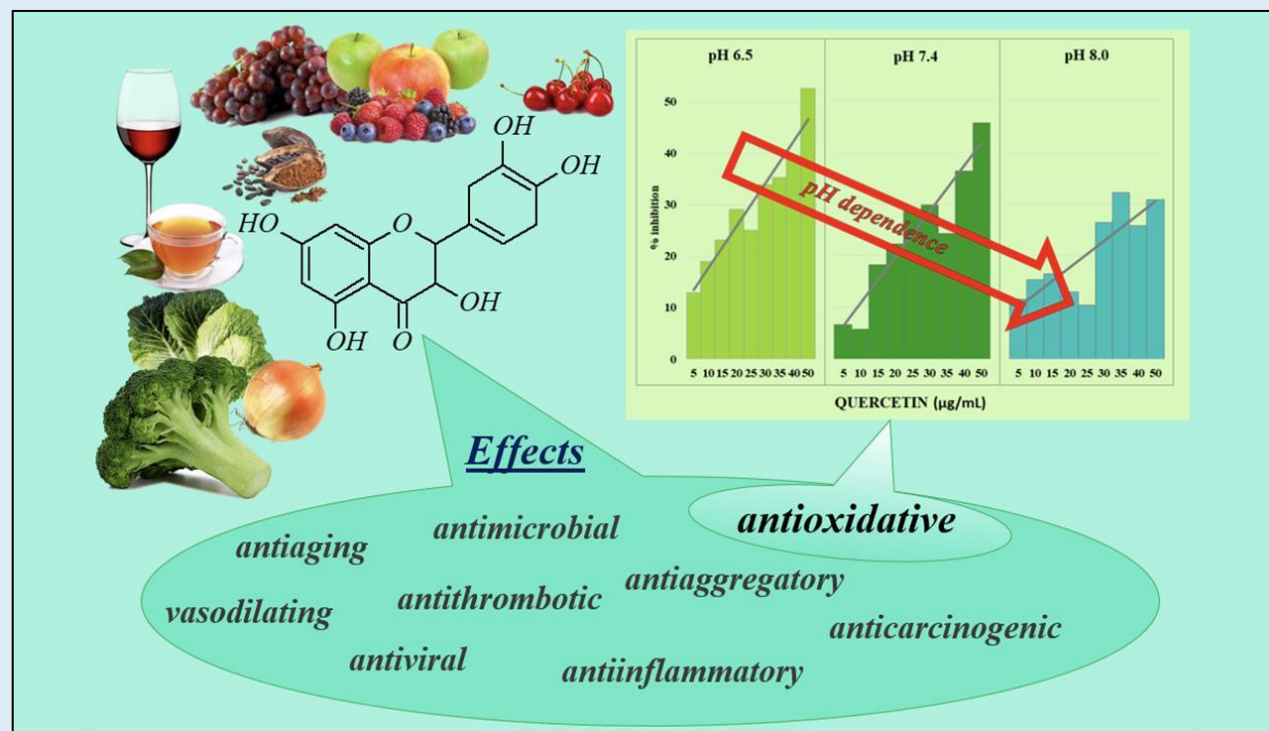 OH
OH
HO
OH
OH
O
O
pH 6.5 pH 7.4 pH 8.0
50
40
30
20
10
0
% inhibition
pH dependence
5 10 15 20 25 30 35 40 50 5 10 15 20 25 30 35 40 50 5 10 15 20 25 30 35 40 50
QUERCETIN (µg/mL)
Effects
antioxidative
antimicrobial
antiaging
antiaggregatory
antithrombotic
vasodilating
anticarcinogenic
antiviral
antiinflammatory